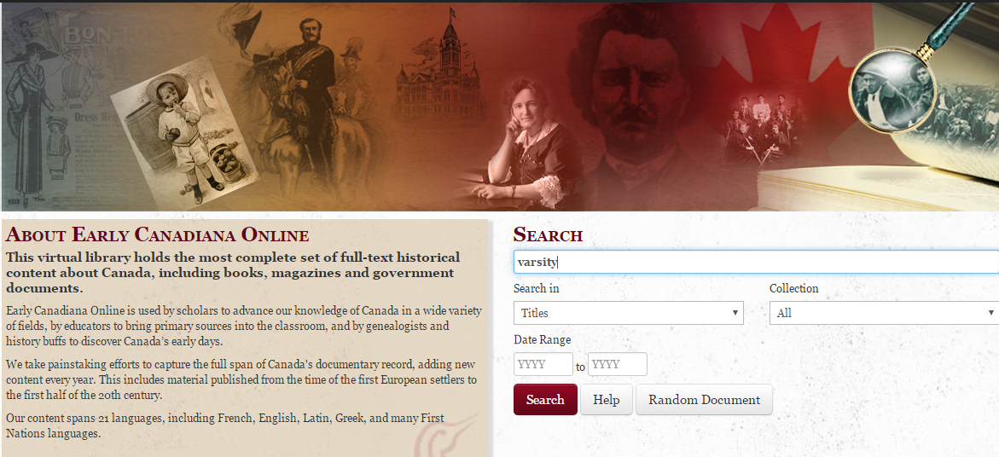 BON-TO
Dress Re
About Early Canadiana Online
This virtual library holds the most complete set of full-text historical
content about Canada, including books, magazines and government
documents.
Early Canadiana Online is used by scholars to advance our knowledge of Canada in a wide variety
of fields, by educators to bring primary sources into the classroom, and by genealogists and
history buffs to discover Canada's early days.
We take painstaking efforts to capture the full span of Canada's documentary record, adding new
content every year. This includes material published from the time of the first European settlers to
the first half of the 20th century.
Our content spans 21 languages, including French, English, Latin, Greek, and many First
Nations languages.
Search
varsity
Search in
Collection
Titles
All
Date Range
YYYY to YYYY
Search Help Random Document